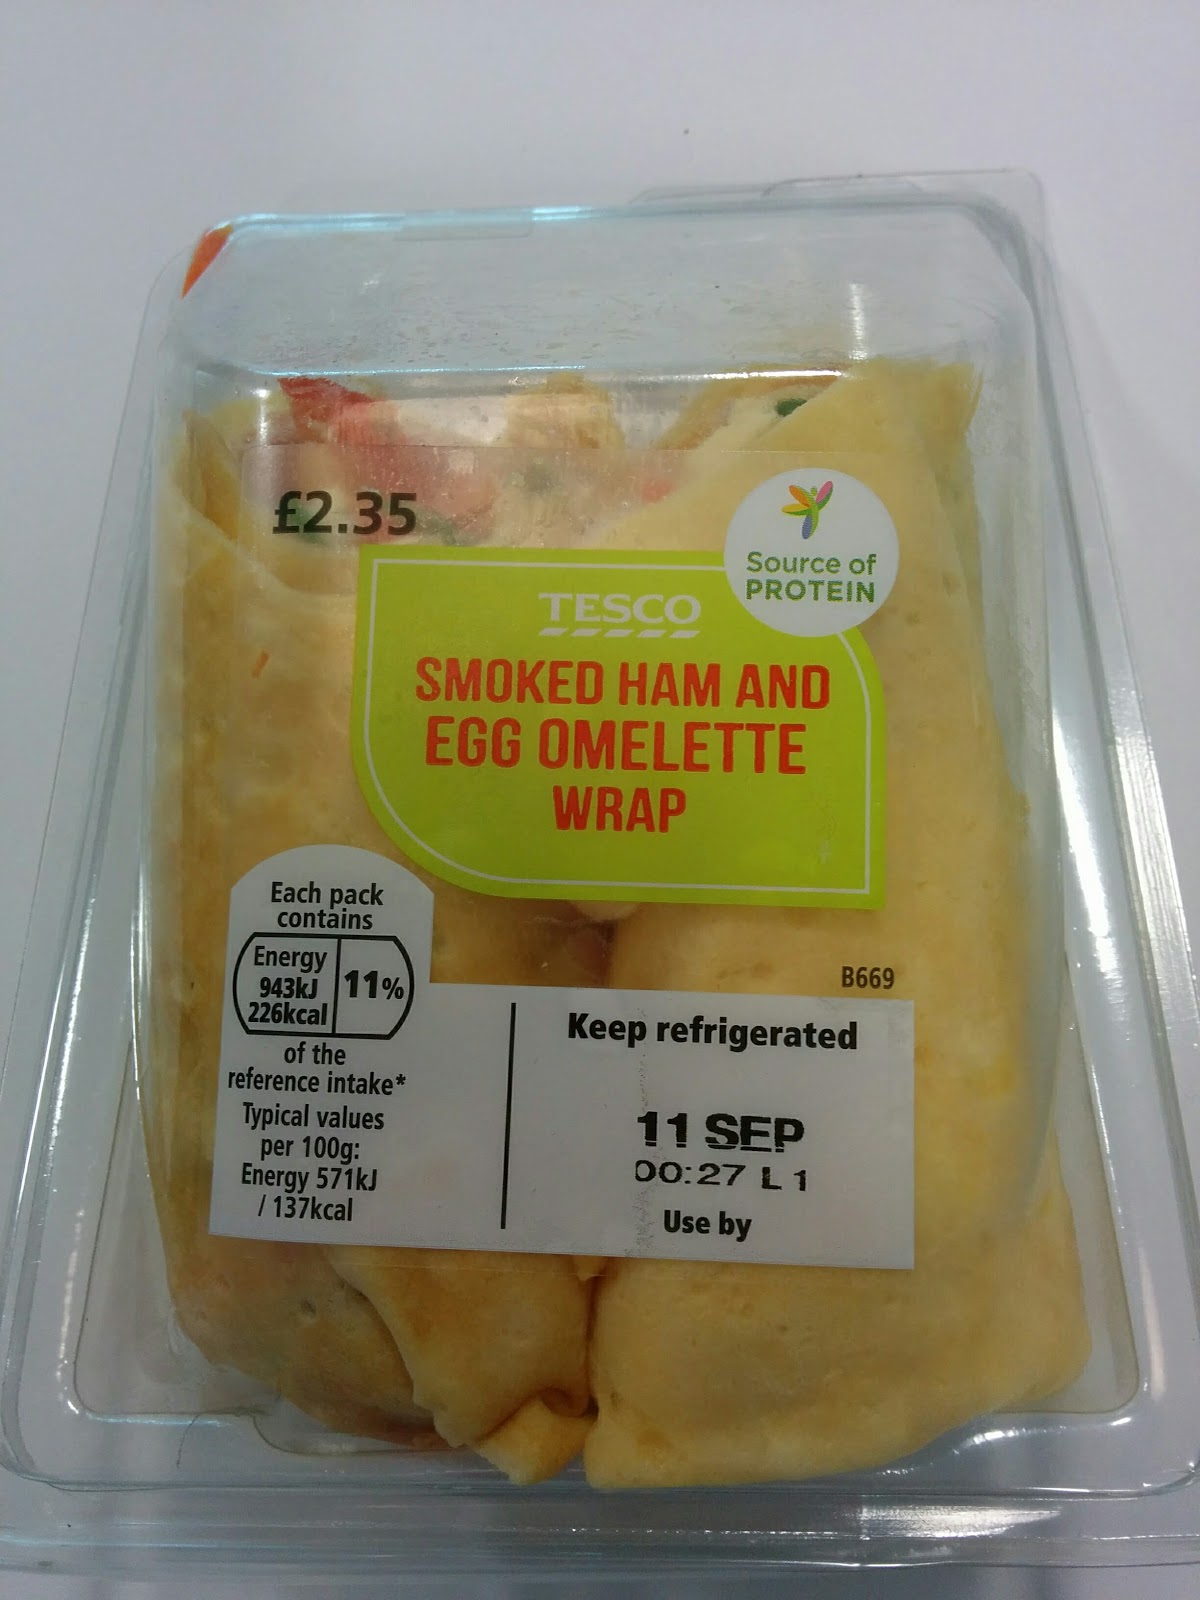 £2.35
Source of
PROTEIN
TESCO
SMOKED HAM AND
EGG OMELETTE
WRAP
Each pack
contains
Energy
943kJ
226kcal
11%
of the
reference intake*
Typical values
per 100g:
Energy 571kJ
/ 137kcal
B669
Keep refrigerated
11 SEP
00:27 L 1
Use by